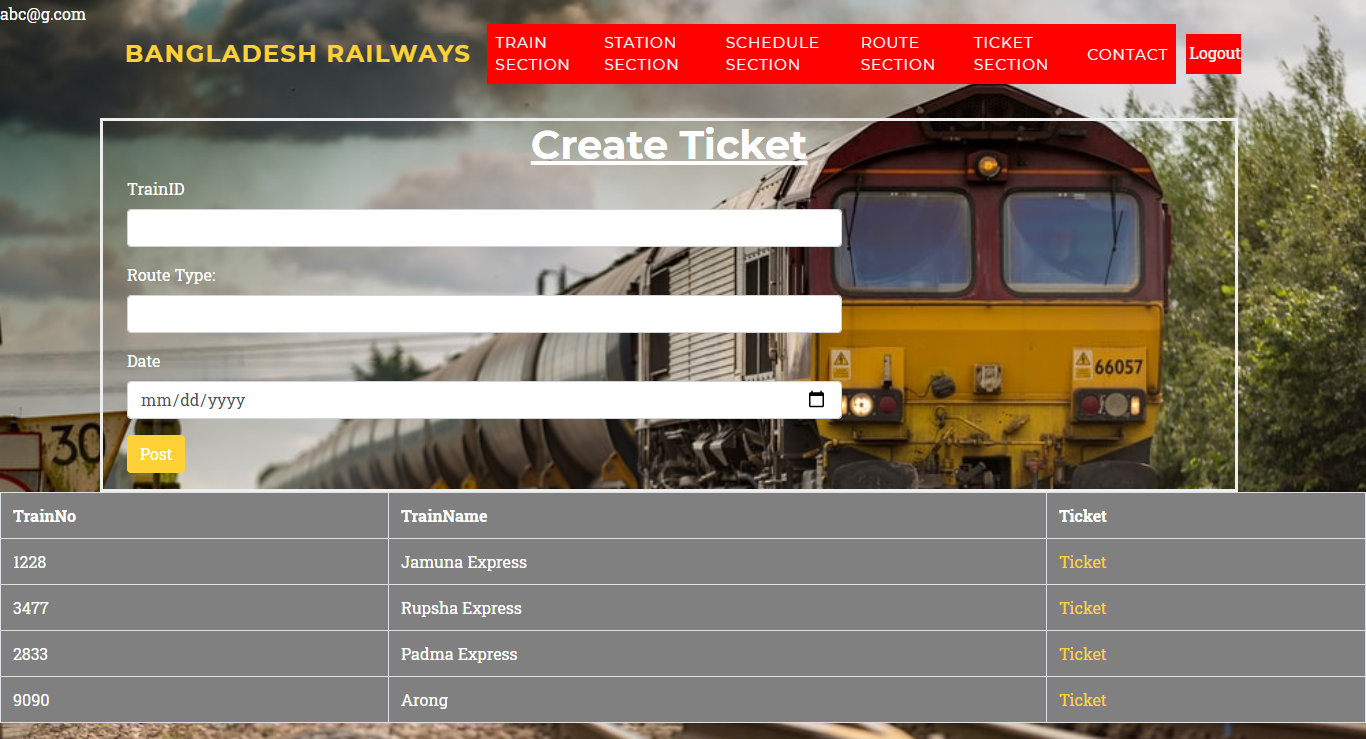 abc@g.com
BANGLADESH RAILWAYS
TRAIN SECTION
STATION SECTION
SCHEDULE SECTION
ROUTE SECTION
TICKET SECTION
CONTACT
Logout
Create Ticket
TrainID
Route Type:
Date
mm/dd/yyyy
Post
66057
30
TrainNo TrainName Ticket
1228 Jamuna Express Ticket
3477 Rupsha Express Ticket
2833 Padma Express Ticket
9090 Arong Ticket